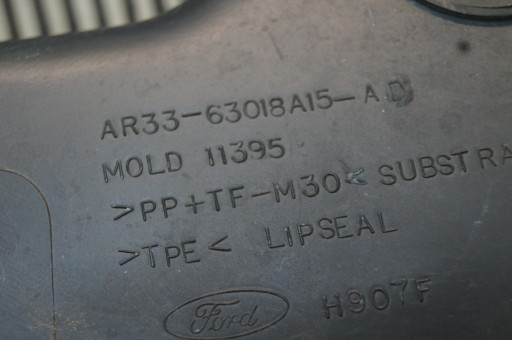 AR33-63018A15-AD
MOLD 11395
>PP+TF-M30< SUBSTRA
>TPE< LIPSEAL
Ford H907F